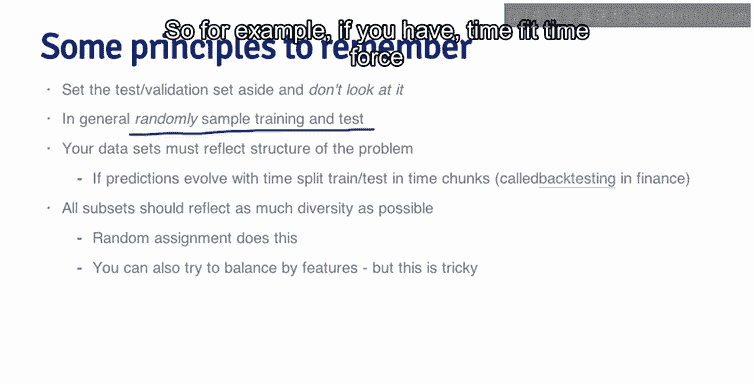 So for example, if you have, time fit time
force
Some principles to remember
· Set the test/validation set aside and don't look at it
· In general randomly sample training and test
· Your data sets must reflect structure of the problem
- If predictions evolve with time split train/test in time chunks (calledbacktesting in finance)
· All subsets should reflect as much diversity as possible
- Random assignment does this
- You can also try to balance by features - but this is tricky